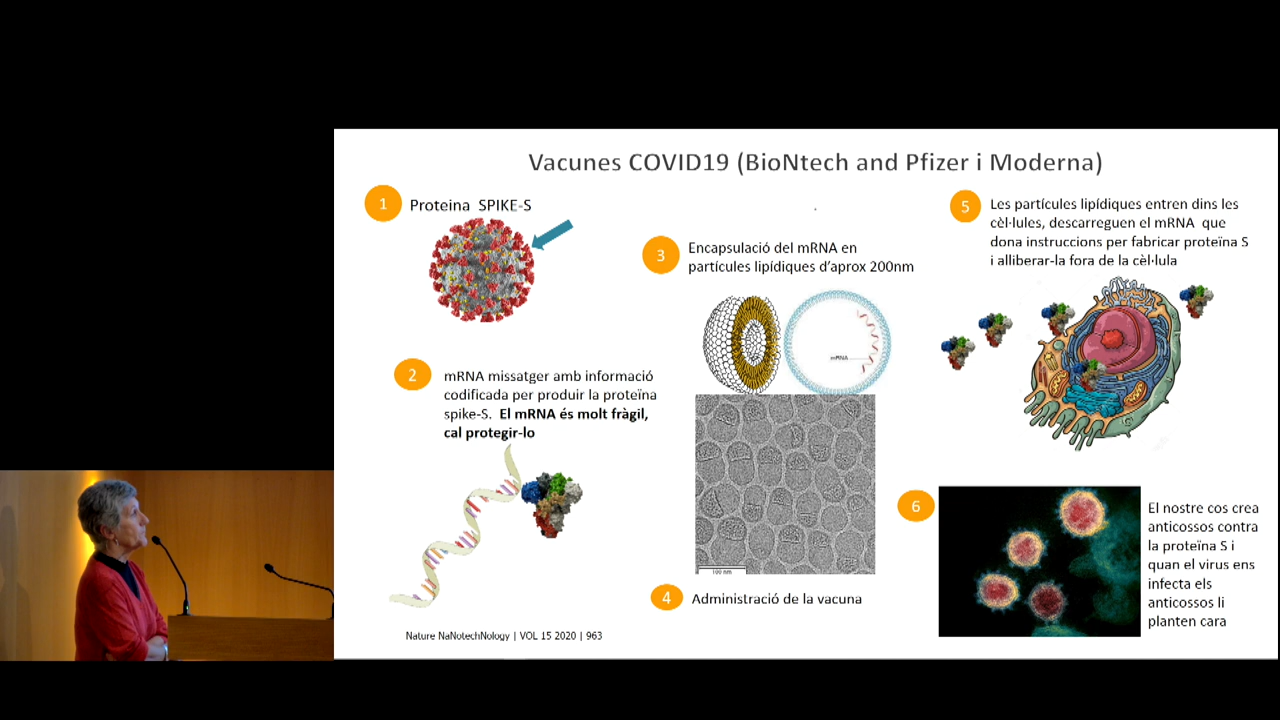 Vacunes COVID19 (BioNtech and Pfizer i Moderna)
1
Proteina SPIKE-S
2
mRNA missatger amb informació
codificada per produir la proteïna
spike-S. El mRNA és molt fràgil,
cal protegir-lo
Nature NaNotechNology | VOL 15 2020 | 963
3
Encapsulació del mRNA en
partícules lipídiques d'aprox 200nm
mRNA
100 nm
4
Administració de la vacuna
5
Les partícules lipídiques entren dins les
cèl·lules, descarreguen el mRNA que
dona instruccions per fabricar proteïna S
i alliberar-la fora de la cèl·lula
6
El nostre cos crea
anticossos contra
la proteïna S i
quan el virus ens
infecta els
anticossos li
planten cara